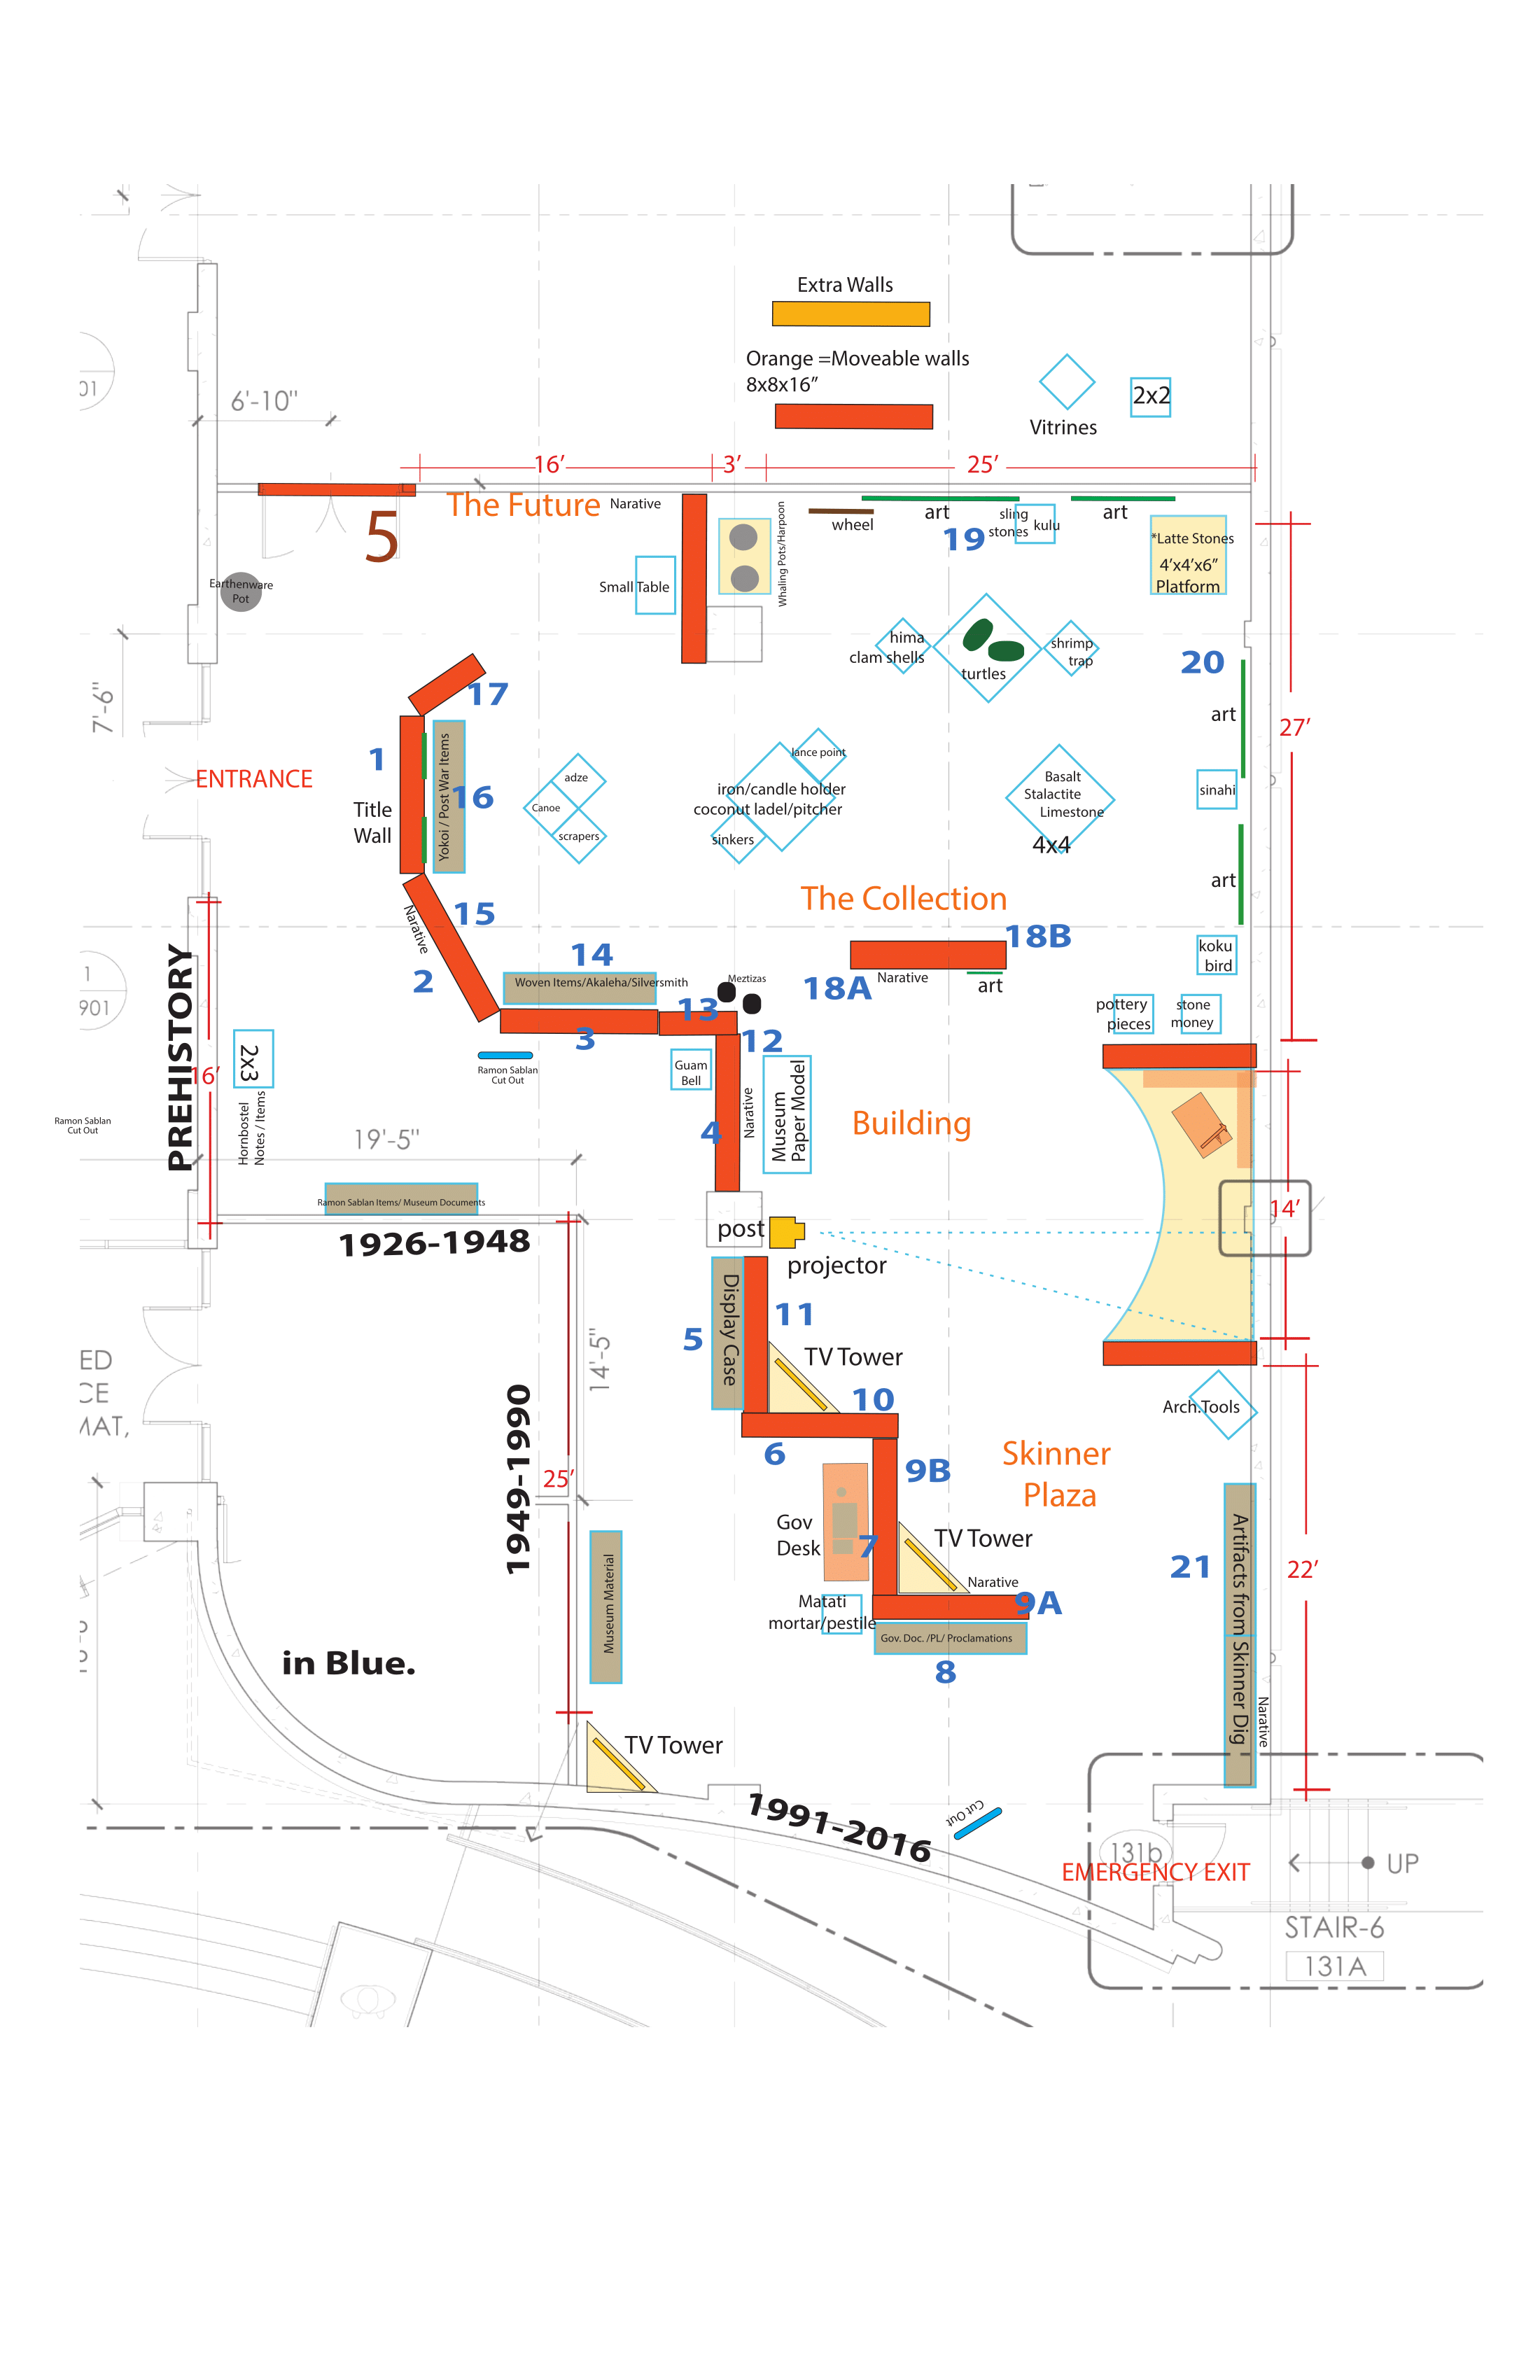 Extra Walls
Orange =Moveable walls
8x8x16”
01
6'-10"
2x2
Vitrines
16’
3’
25’
The Future
Narative
5
art
wheel
19
sling
stones
kulu
art
*Latte Stones
4’x4’x6”
Platform
Whaling Pots/Harpoon
Earthenware
Pot
Small Table
hima
clam shells
turtles
shrimp
trap
20
7'-6"
17
art
27’
1
ENTRANCE
Title
Wall
Yokoi / Post War Items
16
adze
Canoe
scrapers
lance point
iron/candle holder
coconut ladel/pitcher
sinkers
Basalt
Stalactite
Limestone
4x4
sinahi
art
The Collection
15
Narative
2
14
Woven Items/Akaleha/Silversmith
Meztizas
18A
Narative
18B
art
koku
bird
1
901
PREHISTORY
16’
13
12
3
pottery
pieces
stone
money
2x3
Hornbostel
Notes / Items
Ramon Sablan
Cut Out
Guam
Bell
Narative
Museum
Paper Model
Building
4
Ramon Sablan
Cut Out
19'-5"
Ramon Sablan Items/ Museum Documents
1926-1948
post
projector
14’
Display Case
5
11
14'-5"
TV Tower
10
ED
CE
MAT,
Arch.Tools
6
9B
Skinner
Plaza
1949-1990
25’
Gov
Desk
7
TV Tower
Narative
21
Artifacts from Skinner Dig
22’
Museum Material
Matati
mortar/pestile
9A
Gov. Doc. /PL/ Proclamations
8
in Blue.
Narative
TV Tower
1991-2016
Cut Out
131b
EMERGENCY EXIT
UP
STAIR-6
131A